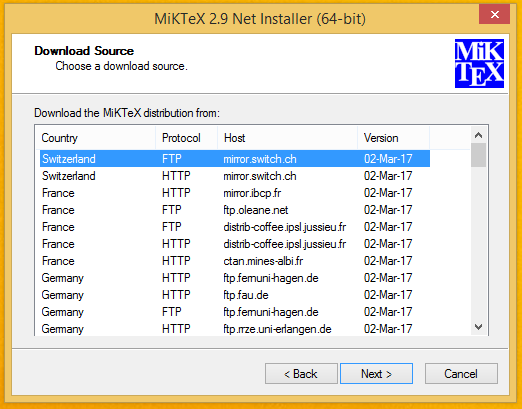 MiKTeX 2.9 Net Installer (64-bit)
Download Source
Choose a download source.
MiK
TEX
Download the MiKTeX distribution from:
Country Protocol Host Version
Switzerland FTP mirror.switch.ch 02-Mar-17
Switzerland HTTP mirror.switch.ch 02-Mar-17
France HTTP mirror.ibcp.fr 02-Mar-17
France FTP ftp.oleane.net 02-Mar-17
France FTP distrib-coffee.ipsl.jussieu.fr 02-Mar-17
France HTTP distrib-coffee.ipsl.jussieu.fr 02-Mar-17
France HTTP ctan.mines-albi.fr 02-Mar-17
Germany HTTP ftp.fernuni-hagen.de 02-Mar-17
Germany HTTP ftp.fau.de 02-Mar-17
Germany FTP ftp.fernuni-hagen.de 02-Mar-17
Germany HTTP ftp.rrze.uni-erlangen.de 02-Mar-17
< Back Next > Cancel